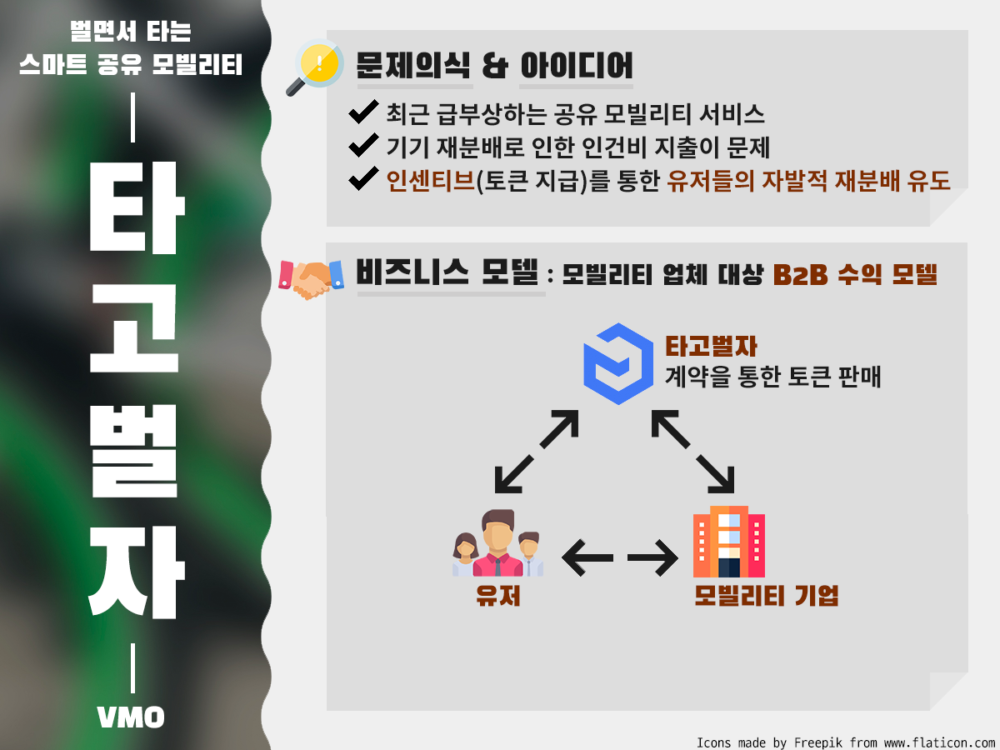 벌면서 타는
스마트 공유 모빌리티
타
고
벌
자
VMO
문제의식 & 아이디어
최근 급부상하는 공유 모빌리티 서비스
기기 재분배로 인한 인건비 지출이 문제
인센티브(토큰 지급)를 통한 유저들의 자발적 재분배 유도
비즈니스 모델 : 모빌리티 업체 대상 B2B 수익 모델
타고벌자
계약을 통한 토큰 판매
유저
모빌리티 기업
Icons made by Freepik from www.flaticon.com